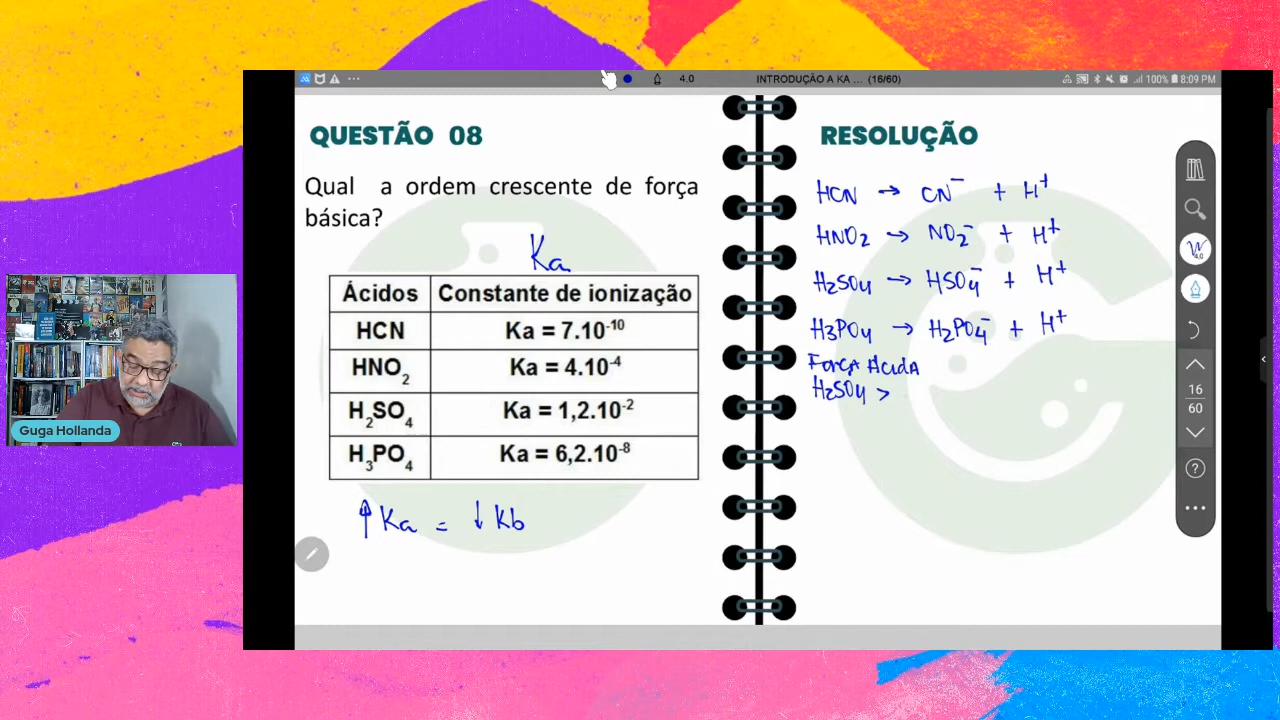 4.0
INTRODUÇÃO A KA ... (16/60)
100% 8:09 PM
QUESTÃO 08
Qual a ordem crescente de força
básica?
Ka
Ácidos Constante de ionização
HCN Ka = 7.10⁻¹⁰
HNO₂ Ka = 4.10⁻⁴
H₂SO₄ Ka = 1,2.10⁻²
H₃PO₄ Ka = 6,2.10⁻⁸
↑ Ka = ↓ Kb
RESOLUÇÃO
HCN → CN⁻ + H⁺
HNO₂ → NO₂⁻ + H⁺
H₂SO₄ → HSO₄⁻ + H⁺
H₃PO₄ → H₂PO₄⁻ + H⁺
FORÇA ÁCIDA
H₂SO₄ >
4.0
16
60
Guga Hollanda